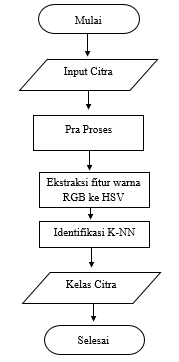 Mulai
Input Citra
Pra Proses
Ekstraksi fitur warna
RGB ke HSV
Identifikasi K-NN
Kelas Citra
Selesai